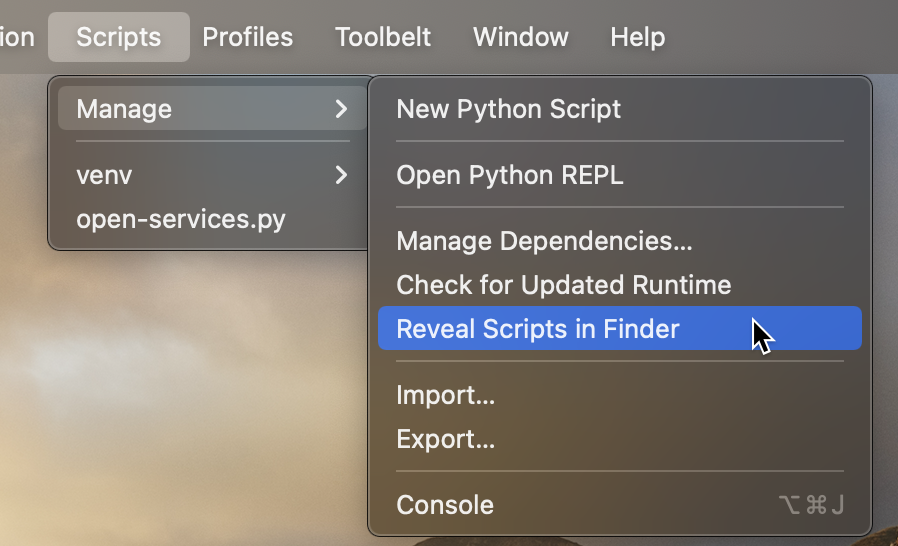 Scripts Profiles Toolbelt Window Help
Manage
venv
open-services.py
New Python Script
Open Python REPL
Manage Dependencies...
Check for Updated Runtime
Reveal Scripts in Finder
Import...
Export...
Console ⌥⌘J